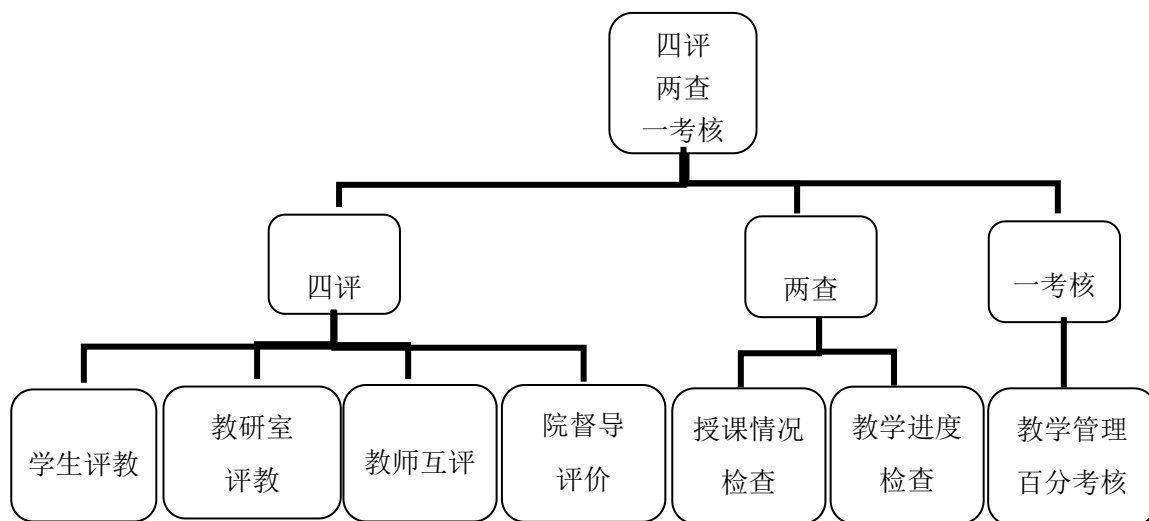 四评
两查
一考核
四评
两查
一考核
学生评教
教研室
评教
教师互评
院督导
评价
授课情况
检查
教学进度
检查
教学管理
百分考核